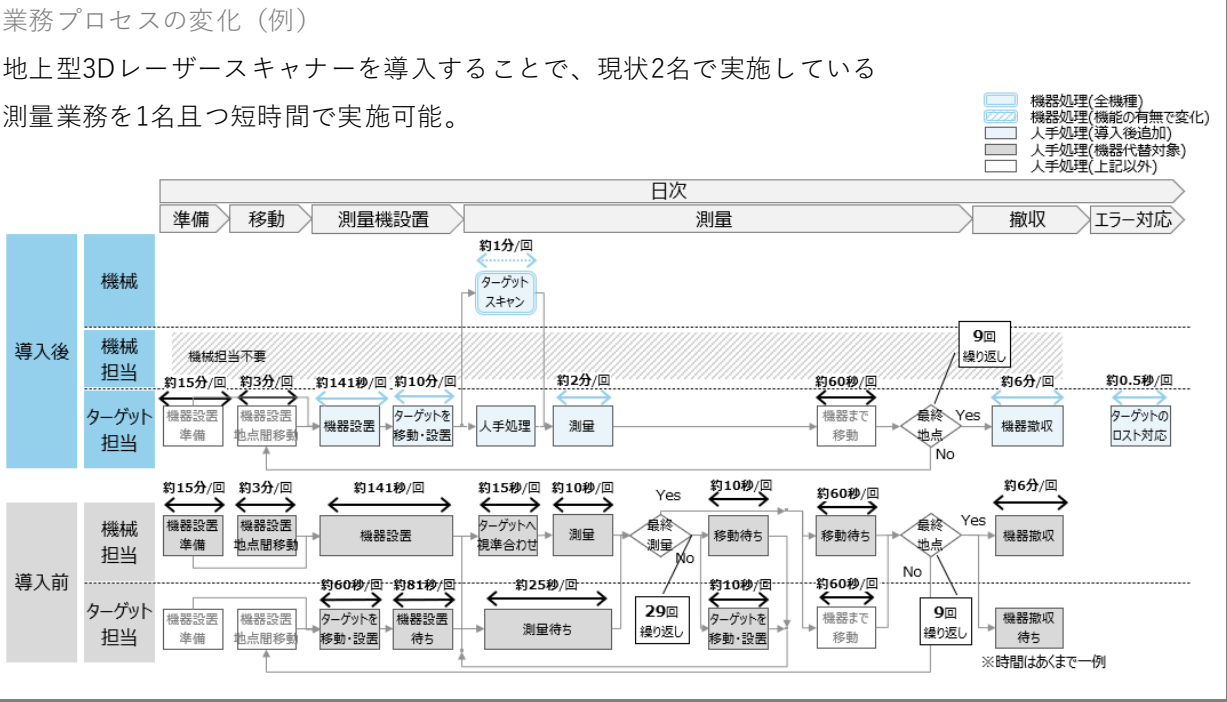 業務プロセスの変化（例）
地上型3Dレーザースキャナーを導入することで、現状2名で実施している
測量業務を1名且つ短時間で実施可能。
機器処理(全機種)
機器処理(機能の有無で変化)
人手処理(導入後追加)
人手処理(機器代替対象)
人手処理(上記以外)
日次
準備
移動
測量機設置
測量
撤収
エラー対応
導入後
機械
約1分/回
ターゲット
スキャン
機械
担当
機械担当不要
9回
繰り返し
ターゲット
担当
約15分/回
機器設置
準備
約3分/回
機器設置
地点間移動
約141秒/回
機器設置
約10分/回
ターゲットを
移動・設置
人手処理
約2分/回
測量
約60秒/回
機器まで
移動
最終
地点
Yes
No
約6分/回
機器撤収
約0.5秒/回
ターゲットの
ロスト対応
導入前
機械
担当
約15分/回
機器設置
準備
約3分/回
機器設置
地点間移動
約141秒/回
機器設置
約15秒/回
ターゲットへ
視準合わせ
約10秒/回
測量
最終
測量
Yes
No
29回
繰り返し
約10秒/回
移動待ち
約60秒/回
移動待ち
最終
地点
Yes
No
9回
繰り返し
約6分/回
機器撤収
ターゲット
担当
機器設置
準備
機器設置
地点間移動
約60秒/回
ターゲットを
移動・設置
約81秒/回
機器設置
待ち
約25秒/回
測量待ち
約10秒/回
ターゲットを
移動・設置
約60秒/回
機器まで
移動
機器撤収
待ち
※時間はあくまで一例